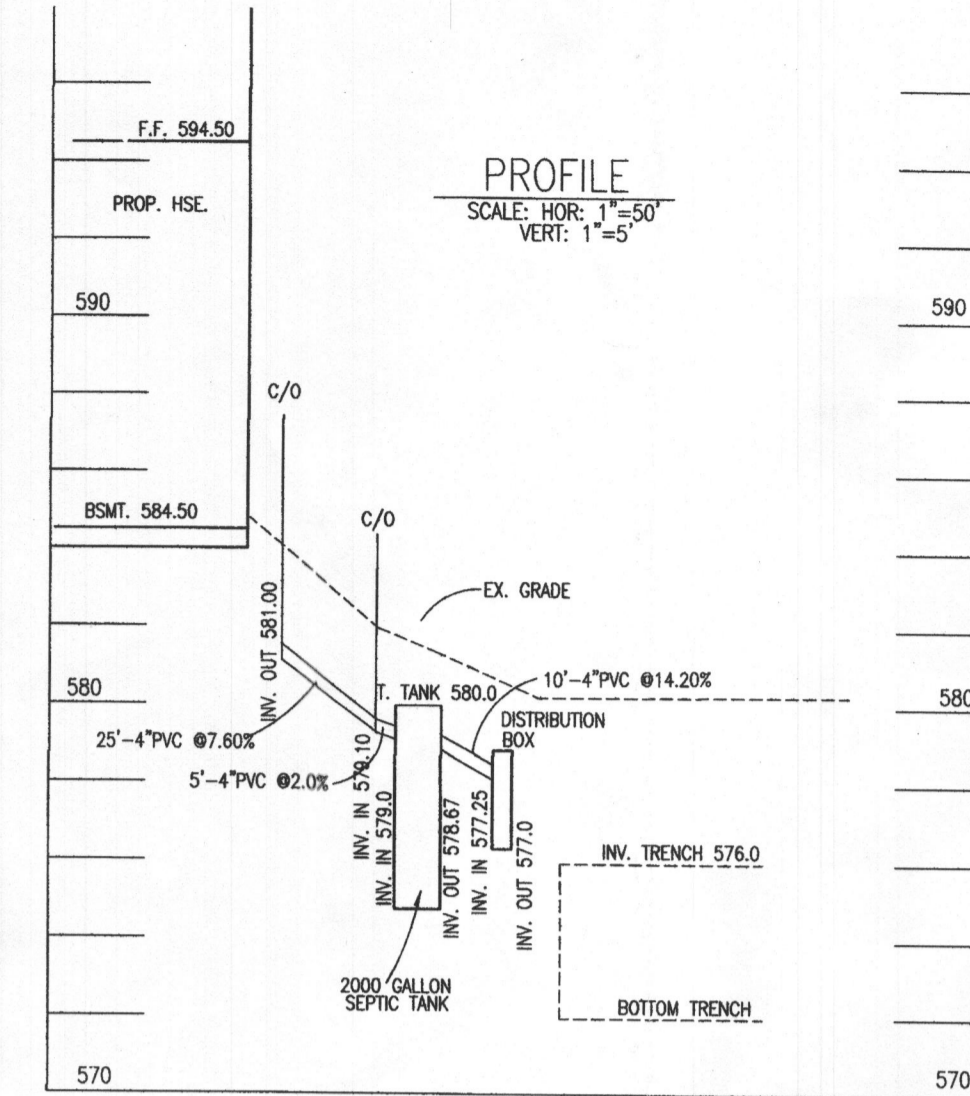 F.F. 594.50
PROP. HSE.
PROFILE
SCALE: HOR: 1"=50'
VERT: 1"=5'
590
590
C/O
BSMT. 584.50
C/O
EX. GRADE
INV. OUT 581.00
580
T. TANK 580.0
10'-4"PVC @14.20%
580
DISTRIBUTION
BOX
25'-4"PVC @7.60%
5'-4"PVC @2.0%
INV. IN 579.10
INV. IN 579.0
INV. OUT 578.67
INV. IN 577.25
INV. OUT 577.0
INV. TRENCH 576.0
2000 GALLON
SEPTIC TANK
BOTTOM TRENCH
570
570